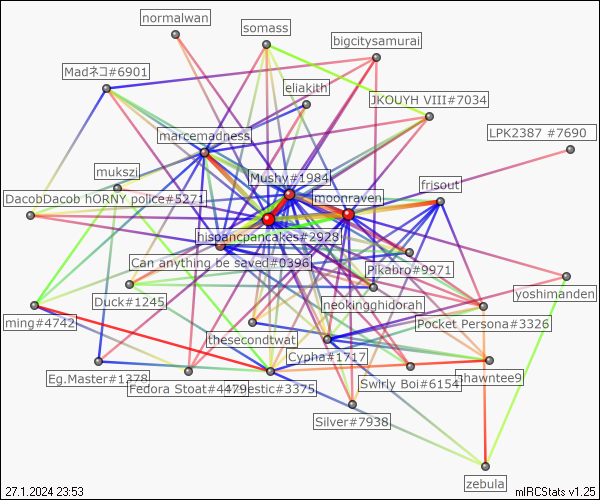 normalwan
somass
bigcitysamurai
Madネコ#6901
eliakith
JKOUYH VIII#7034
marcemadness
LPK2387 #7690
mukszi
Mushy#1984
frisout
DacobDacob hORNY police#5271
moonraven
hispancpancakes#2928
Can anything be saved#0396
Pikabro#9971
Duck#1245
neokingghidorah
yoshimanden
ming#4742
Pocket Persona#3326
thesecondtwat
Cypha#1717
Eg.Master#1378
Fedora Stoat#4479
estic#3375
Swirly Boi#6154
shawntee9
Silver#7938
zebula
27.1.2024 23:53
mIRCStats v1.25